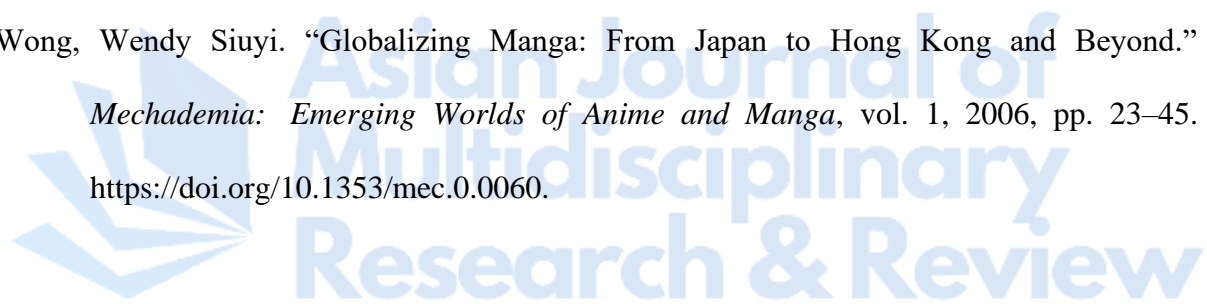 Wong, Wendy Siuyi. “Globalizing Manga: From Japan to Hong Kong and Beyond.”
Mechademia: Emerging Worlds of Anime and Manga, vol. 1, 2006, pp. 23–45.
https://doi.org/10.1353/mec.0.0060.
Asian Journal of
Multidisciplinary
Research & Review